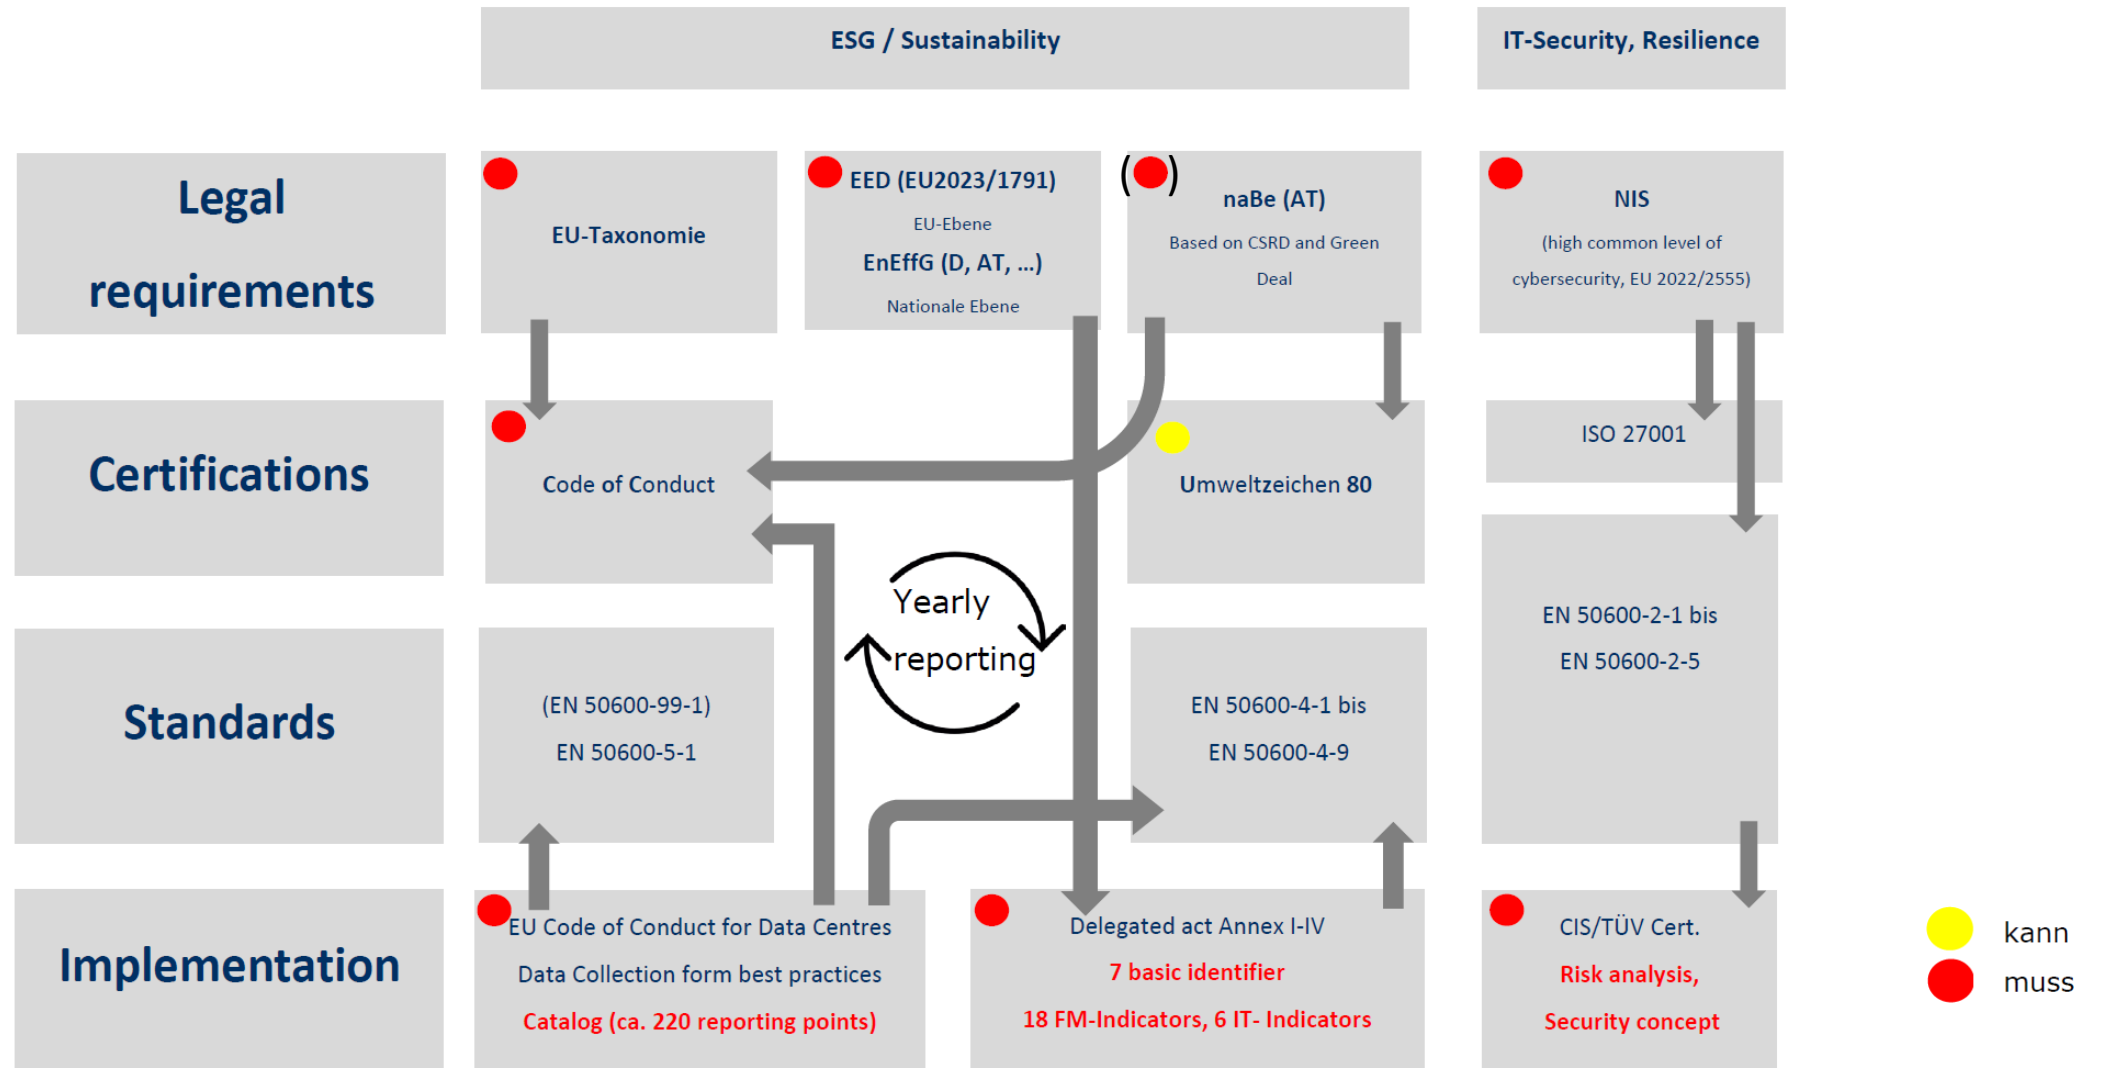 ESG / Sustainability
IT-Security, Resilience
Legal
requirements
EU-Taxonomie
EED (EU2023/1791)
EU-Ebene
EnEffG (D, AT, ...)
Nationale Ebene
( )
naBe (AT)
Based on CSRD and Green
Deal
NIS
(high common level of
cybersecurity, EU 2022/2555)
Certifications
Code of Conduct
Umweltzeichen 80
ISO 27001
Yearly
reporting
Standards
(EN 50600-99-1)
EN 50600-5-1
EN 50600-4-1 bis
EN 50600-4-9
EN 50600-2-1 bis
EN 50600-2-5
Implementation
EU Code of Conduct for Data Centres
Data Collection form best practices
Catalog (ca. 220 reporting points)
Delegated act Annex I-IV
7 basic identifier
18 FM-Indicators, 6 IT- Indicators
CIS/TÜV Cert.
Risk analysis,
Security concept
kann
muss